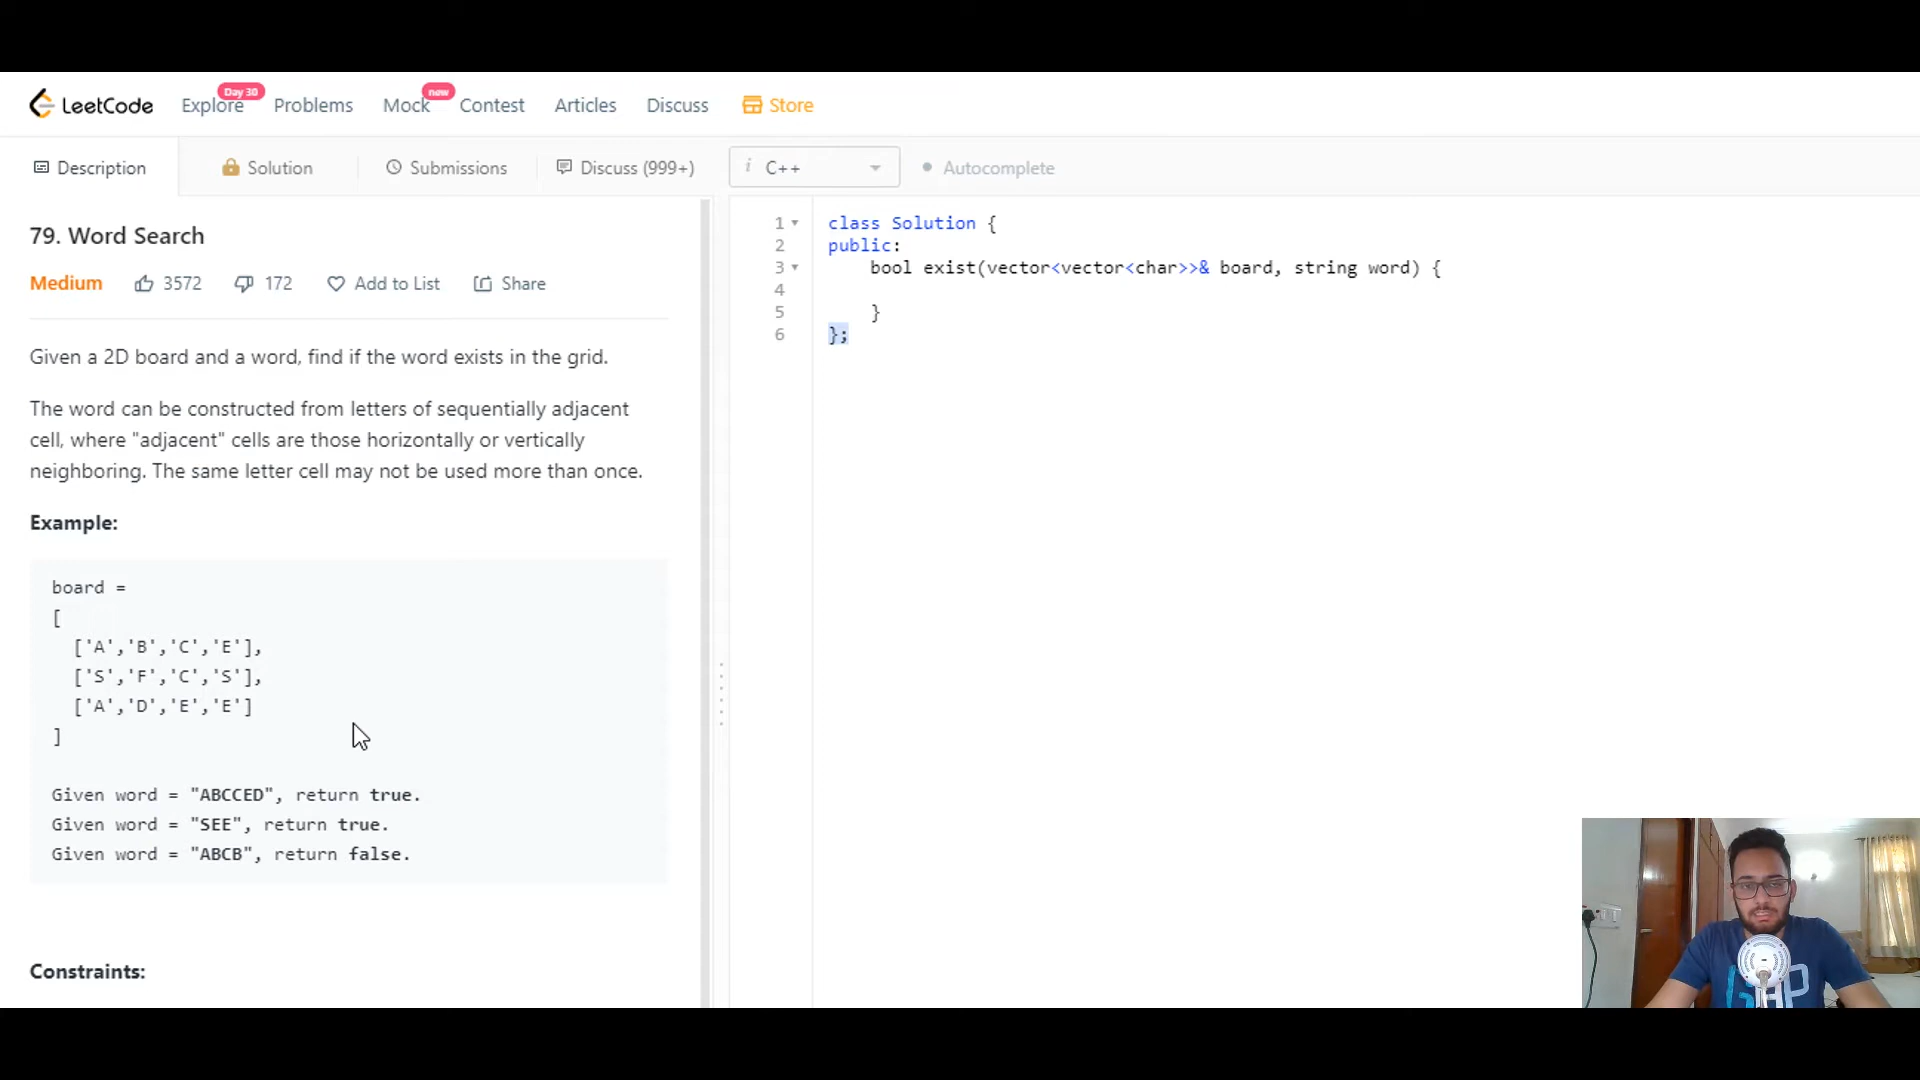 LeetCode Explore Day 30 Problems Mock new Contest Articles Discuss Store
Description Solution Submissions Discuss (999+) i C++ Autocomplete
79. Word Search
Medium 3572 172 Add to List Share
Given a 2D board and a word, find if the word exists in the grid.
The word can be constructed from letters of sequentially adjacent
cell, where "adjacent" cells are those horizontally or vertically
neighboring. The same letter cell may not be used more than once.
Example:
board =
[
['A','B','C','E'],
['S','F','C','S'],
['A','D','E','E']
]
Given word = "ABCCED", return true.
Given word = "SEE", return true.
Given word = "ABCB", return false.
Constraints:
1 class Solution {
2 public:
3 bool exist(vector<vector<char>>& board, string word) {
4
5 }
6 };